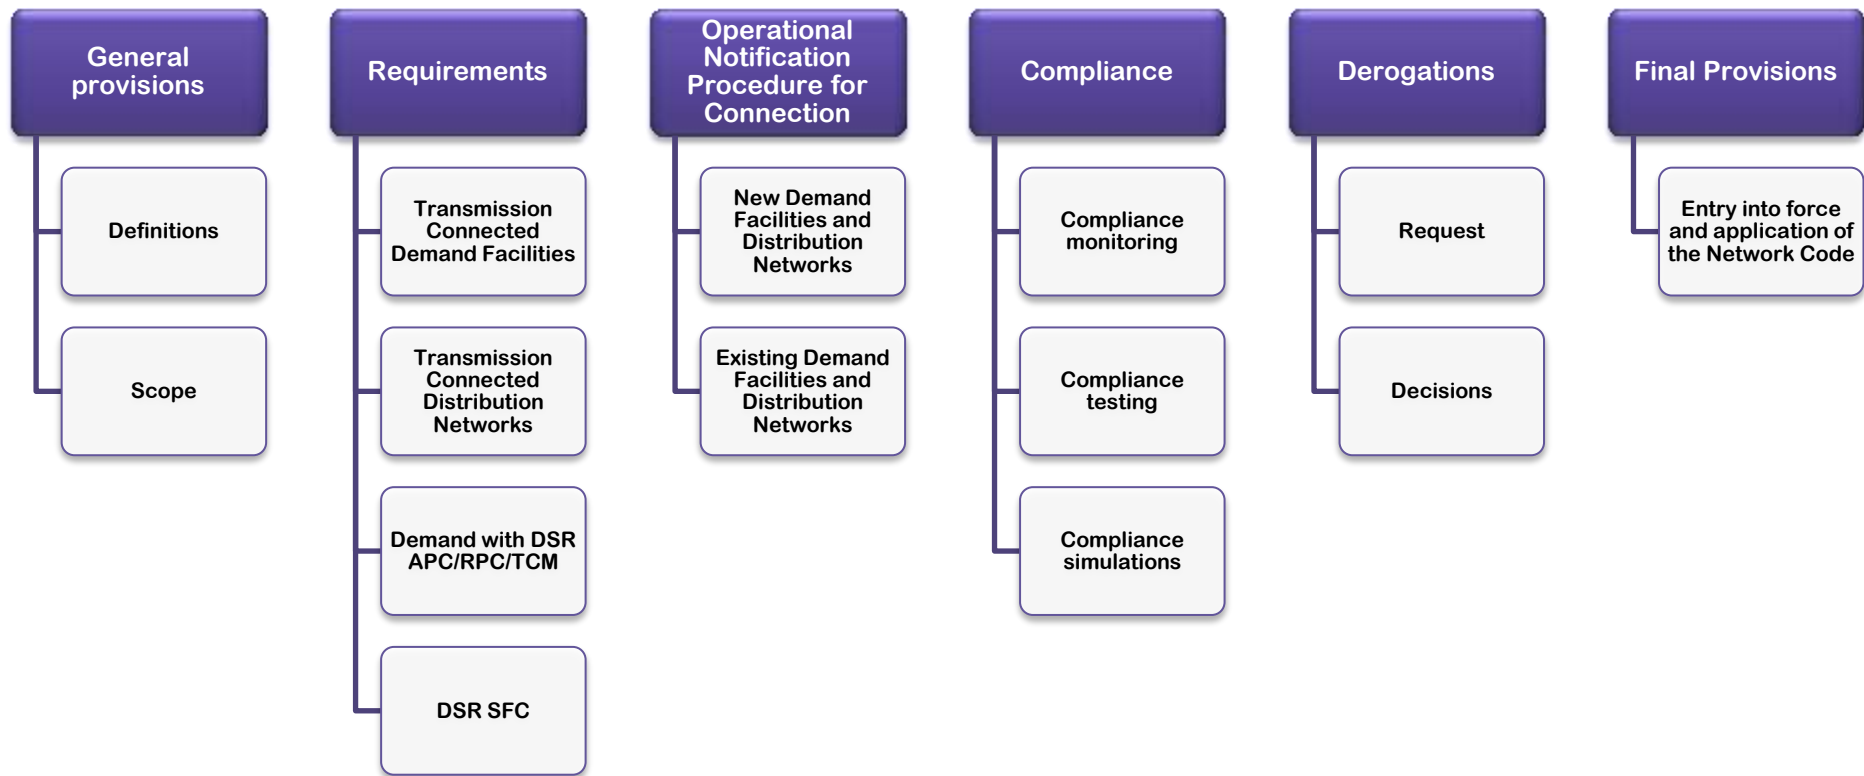 General
provisions
Definitions
Scope
Requirements
Transmission
Connected
Demand Facilities
Transmission
Connected
Distribution
Networks
Demand with DSR
APC/RPC/TCM
DSR SFC
Operational
Notification
Procedure for
Connection
New Demand
Facilities and
Distribution
Networks
Existing Demand
Facilities and
Distribution
Networks
Compliance
Compliance
monitoring
Compliance
testing
Compliance
simulations
Derogations
Request
Decisions
Final Provisions
Entry into force
and application of
the Network Code